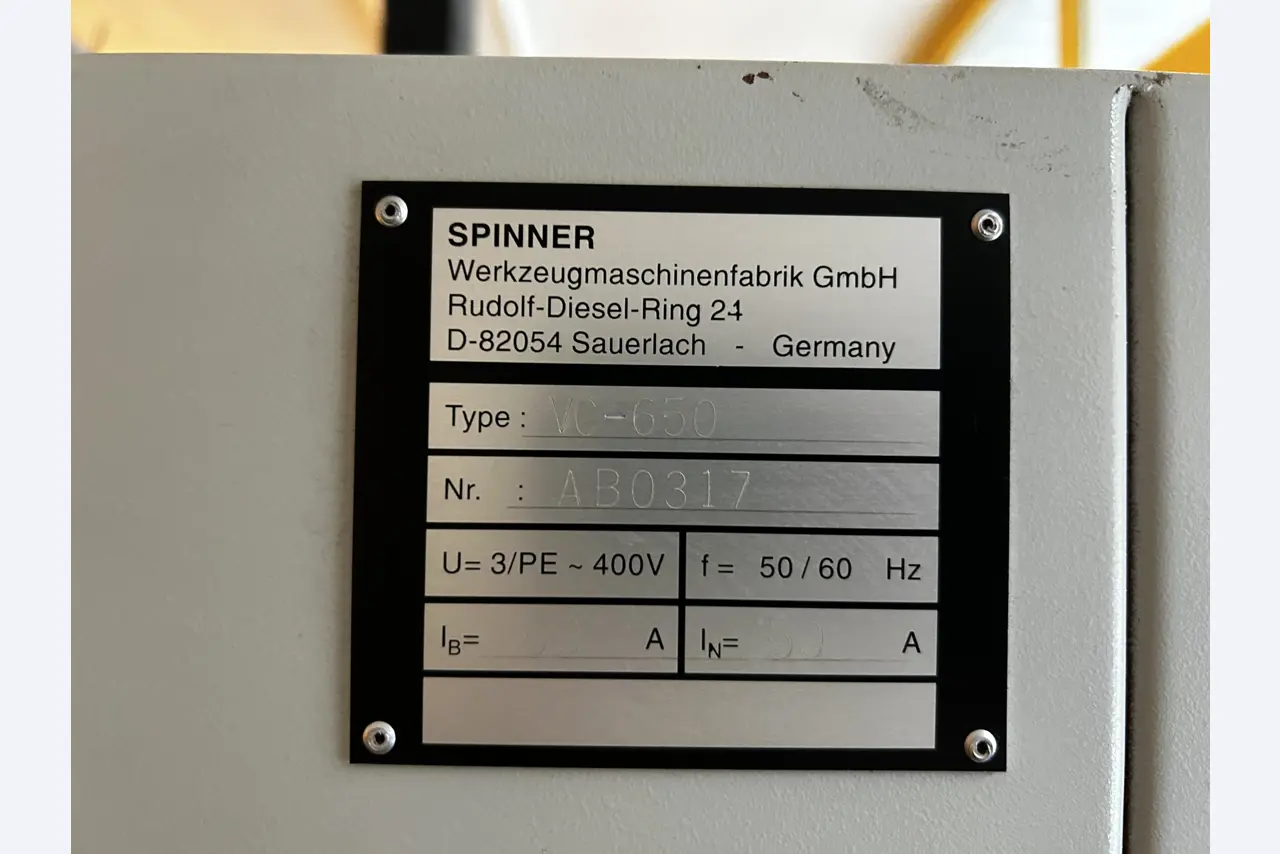 SPINNER
Werkzeugmaschinenfabrik GmbH
Rudolf-Diesel-Ring 24
D-82054 Sauerlach - Germany
Type : VC-650
Nr. : AB0317
U= 3/PE ~ 400V
f = 50 / 60 Hz
IB= A
IN= A